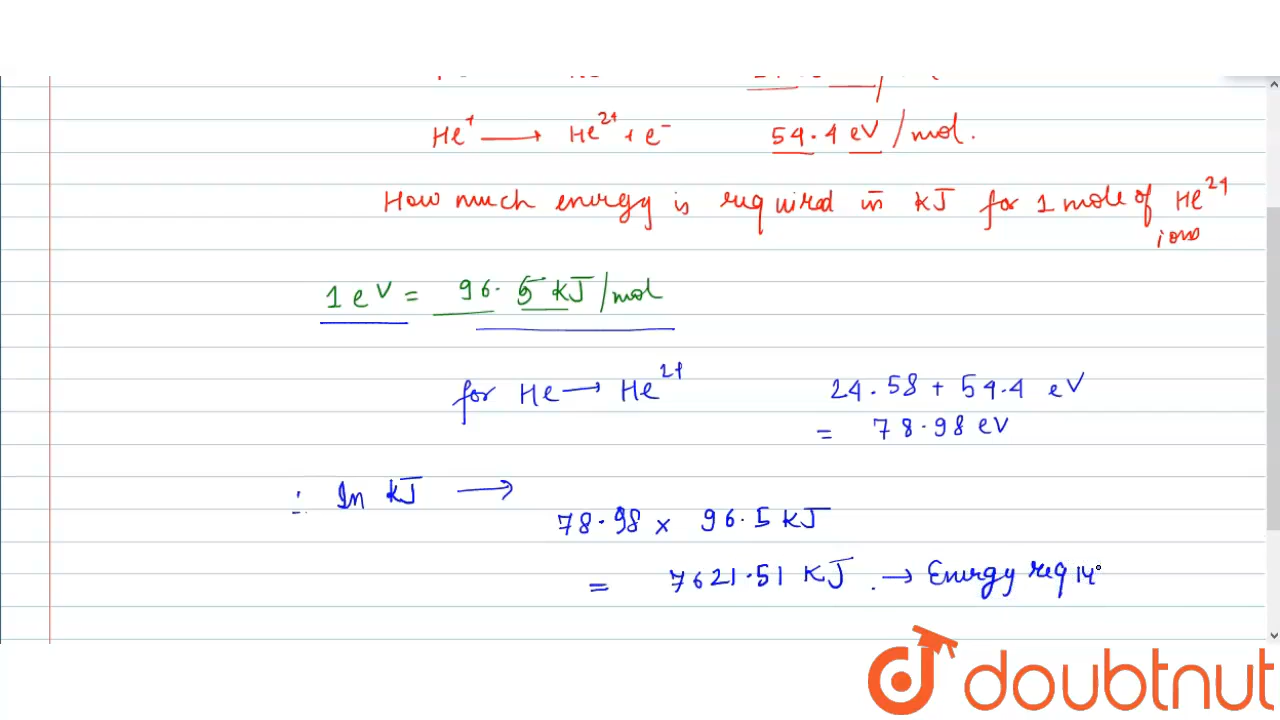 He⁺ ⟶ He²⁺ + e⁻ 54.4 eV/mol.
How much energy is required in KJ for 1 mole of He²⁺
ions
1 eV = 96.5 KJ/mol
for He ⟶ He²⁺ 24.58 + 54.4 eV
= 78.98 eV
∴ In KJ ⟶
78.98 × 96.5 KJ
= 7621.51 KJ. → Energy req
doubtnut